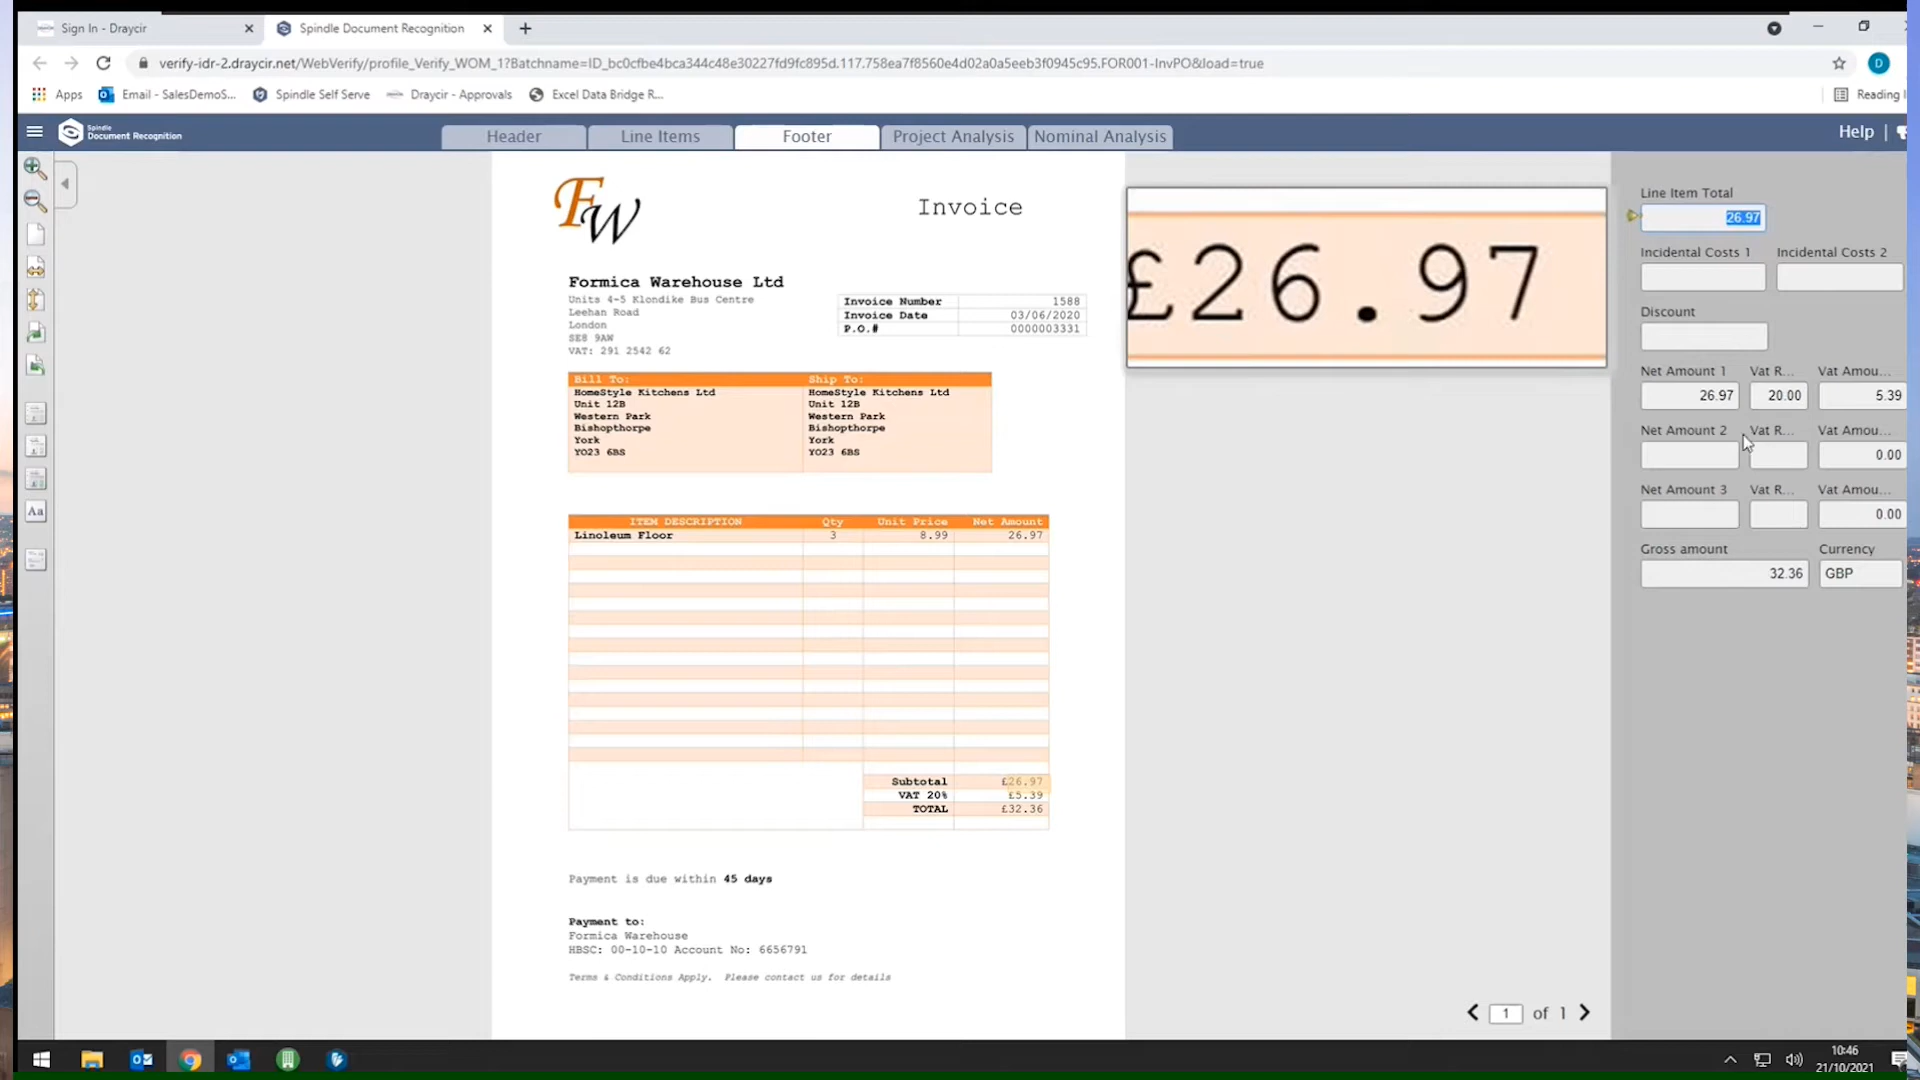 Sign In - Draycir
Spindle Document Recognition
verify-idr-2.draycir.net/WebVerify/profile_Verify_WOM_1?Batchname=ID_bc0cfbe4bca344c48e30227fd9fc895d.117.758ea7f8560e4d02a0a5eeb3f0945c95.FOR001-InvPO&load=true
D
Apps
Email - SalesDemoS...
Spindle Self Serve
Draycir - Approvals
Excel Data Bridge R...
Reading
Spindle
Document Recognition
Header
Line Items
Footer
Project Analysis
Nominal Analysis
Help
Aa
FW
Invoice
Formica Warehouse Ltd
Units 4-5 Klondike Bus Centre
Leehan Road
London
SE8 9AW
VAT: 291 2542 62
Invoice Number 1588
Invoice Date 03/06/2020
P.O.# 0000003331
Bill To: Ship To:
HomeStyle Kitchens Ltd HomeStyle Kitchens Ltd
Unit 12B Unit 12B
Western Park Western Park
Bishopthorpe Bishopthorpe
York York
YO23 6BS YO23 6BS
ITEM DESCRIPTION Qty Unit Price Net Amount
Linoleum Floor 3 8.99 26.97
Subtotal £26.97
VAT 20% £5.39
TOTAL £32.36
Payment is due within 45 days
Payment to:
Formica Warehouse
HBSC: 00-10-10 Account No: 6656791
Terms & Conditions Apply. Please contact us for details
£26.97
1 of 1
Line Item Total
26.97
Incidental Costs 1 Incidental Costs 2
Discount
Net Amount 1 Vat R... Vat Amou...
26.97 20.00 5.39
Net Amount 2 Vat R... Vat Amou...
0.00
Net Amount 3 Vat R... Vat Amou...
0.00
Gross amount Currency
32.36 GBP
10:46
21/10/2021